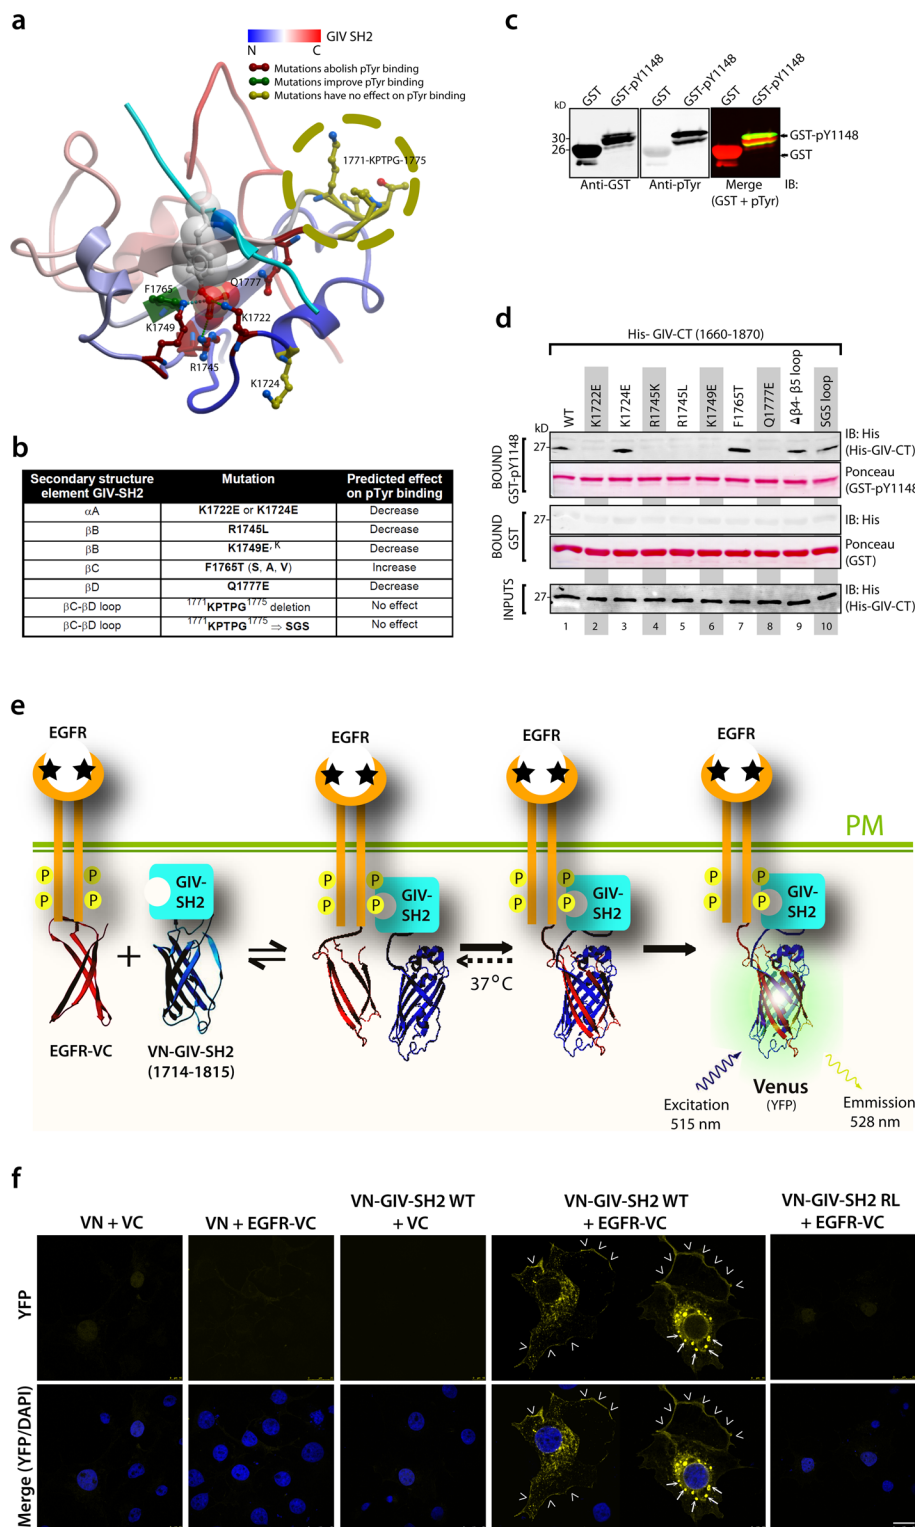 a
GIV SH2
N C
Mutations abolish pTyr binding
Mutations improve pTyr binding
Mutations have no effect on pTyr binding
1771-KPTPG-1775
F1765
Q1777
K1749
K1722
R1745
K1724
b
Secondary structure element GIV-SH2 Mutation Predicted effect on pTyr binding
αA K1722E or K1724E Decrease
βB R1745L Decrease
βB K1749E, K Decrease
βC F1765T (S, A, V) Increase
βD Q1777E Decrease
βC-βD loop 1771KPTPG1775 deletion No effect
βC-βD loop 1771KPTPG1775 ⇒ SGS No effect
c
GST GST-pY1148 GST GST-pY1148 GST GST-pY1148
kD
30
26
GST-pY1148
GST
Anti-GST Anti-pTyr Merge (GST + pTyr) IB:
d
His- GIV-CT (1660-1870)
WT K1722E K1724E R1745K R1745L K1749E F1765T Q1777E Δβ4- β5 loop SGS loop
kD
BOUND GST-pY1148
27
IB: His (His-GIV-CT)
Ponceau (GST-pY1148
BOUND GST
27
IB: His
Ponceau (GST)
INPUTS
27
IB: His (His-GIV-CT)
1 2 3 4 5 6 7 8 9 10
e
EGFR EGFR EGFR EGFR
PM
P P P P P P P P
P P P P P P P P
GIV-SH2 GIV-SH2 GIV-SH2 GIV-SH2
+
37°C
EGFR-VC
VN-GIV-SH2 (1714-1815)
Venus
(YFP)
Excitation 515 nm
Emmission 528 nm
f
VN + VC
VN + EGFR-VC
VN-GIV-SH2 WT + VC
VN-GIV-SH2 WT + EGFR-VC
VN-GIV-SH2 RL + EGFR-VC
YFP
Merge (YFP/DAPI)